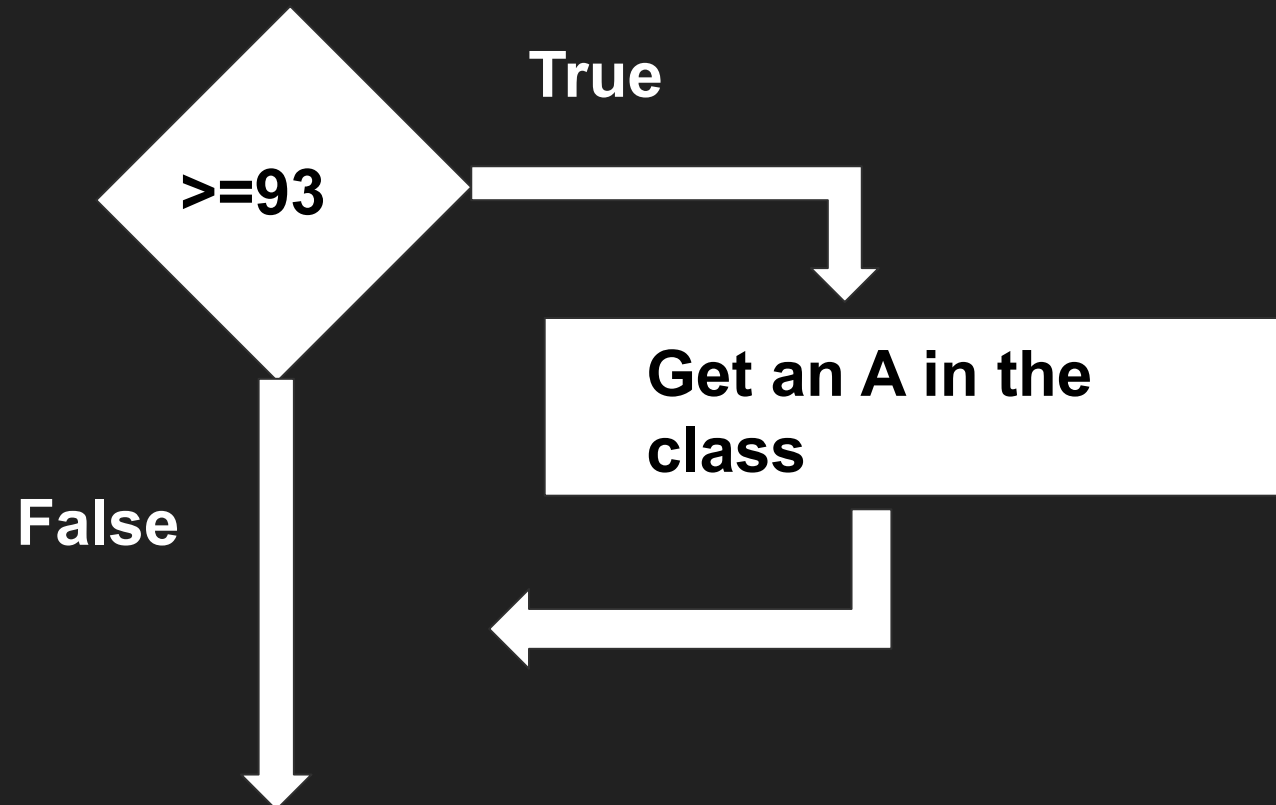 True
>=93
Get an A in the
class
False